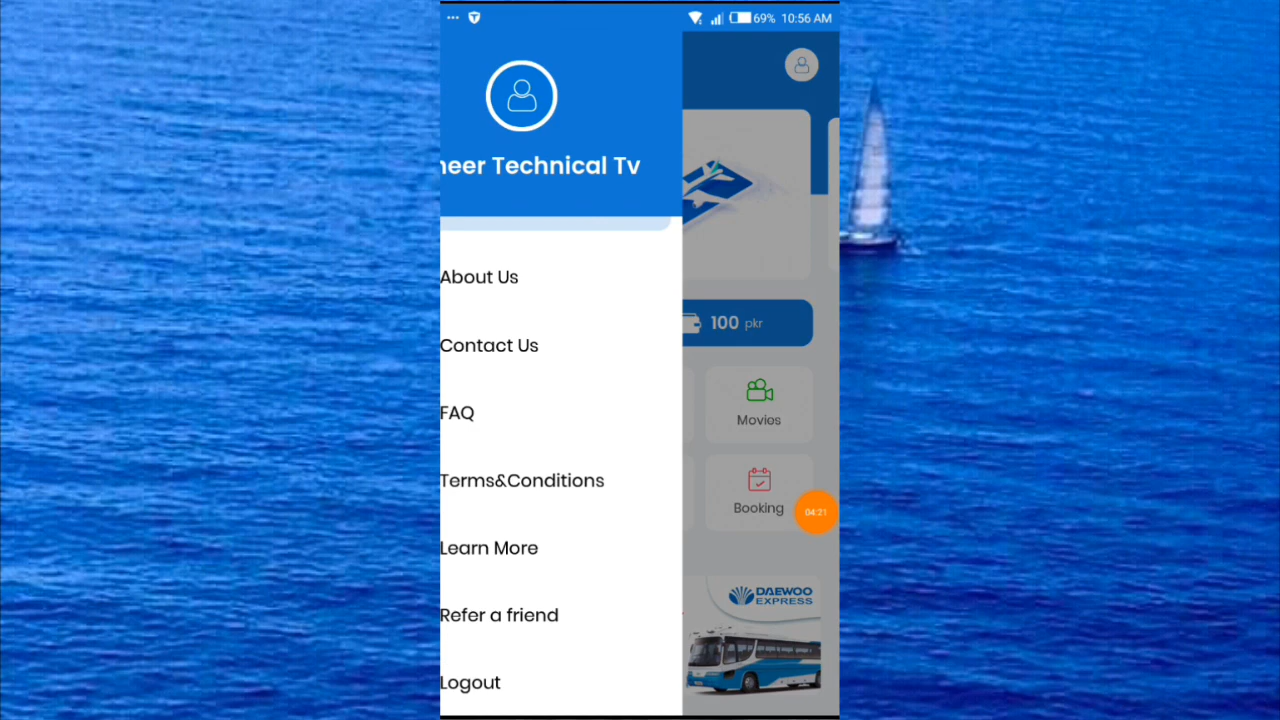 69% 10:56 AM
neer Technical Tv
About Us
Contact Us
FAQ
Terms&Conditions
Learn More
Refer a friend
Logout
100 pkr
Movies
Booking
04:21
DAEWOO
EXPRESS